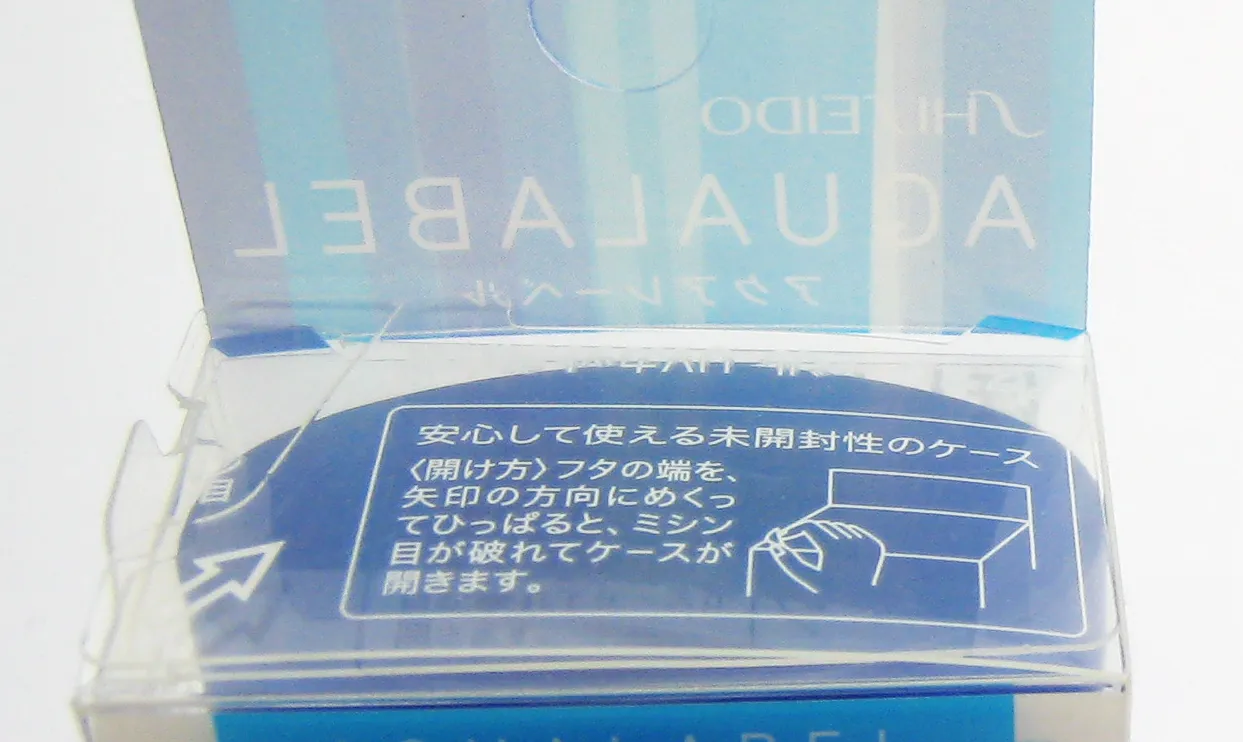 SHISEIDO
AQUALABEL
アクアレーベル
安心して使える未開封性のケース
〈開け方〉フタの端を、
矢印の方向にめくっ
てひっぱると、ミシン
目が破れてケースが
開きます。
目
AQUALABEL